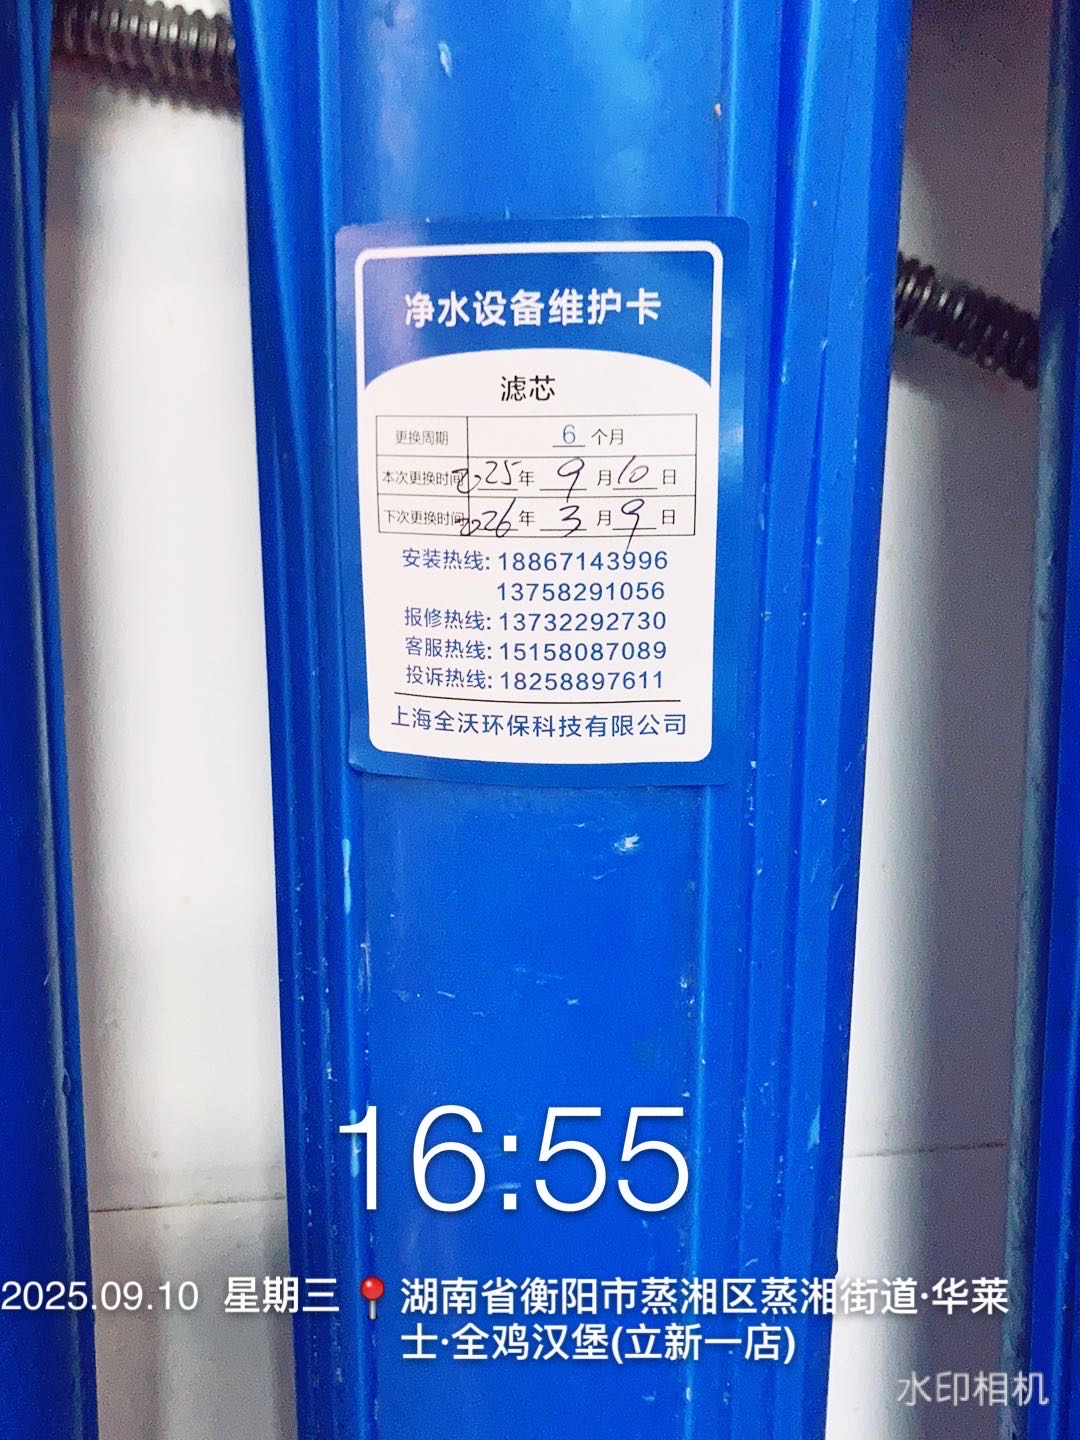 净水设备维护卡
滤芯
更换周期 6 个月
本次更换时间 2025年 9 月 10 日
下次更换时间 2026年 3 月 9 日
安装热线: 18867143996
13758291056
报修热线: 13732292730
客服热线: 15158087089
投诉热线: 18258897611
上海全沃环保科技有限公司
16:55
2025.09.10 星期三 📍 湖南省衡阳市蒸湘区蒸湘街道·华莱
士·全鸡汉堡(立新一店)
水印相机